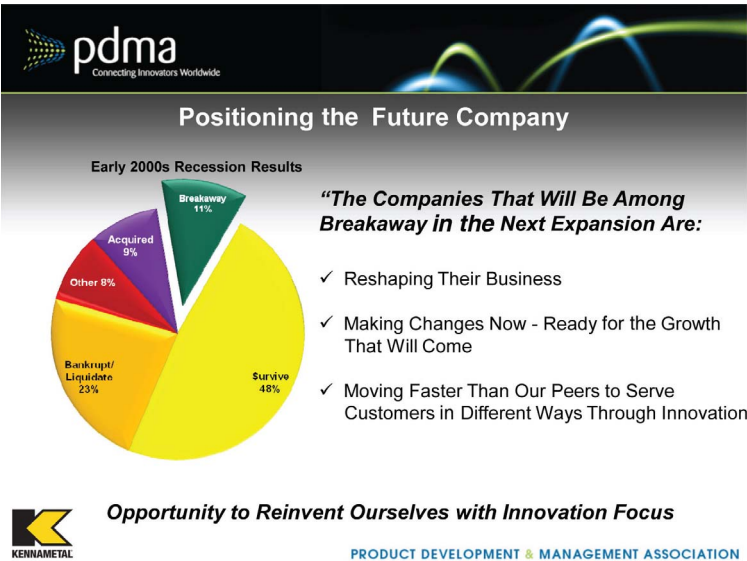 pdma
Connecting Innovators Worldwide
Positioning the Future Company
Early 2000s Recession Results
Breakaway
11%
Acquired
9%
Other 8%
Bankrupt/
Liquidate
23%
Survive
48%
“The Companies That Will Be Among
Breakaway in the Next Expansion Are:
✓ Reshaping Their Business
✓ Making Changes Now - Ready for the Growth
That Will Come
✓ Moving Faster Than Our Peers to Serve
Customers in Different Ways Through Innovation
Opportunity to Reinvent Ourselves with Innovation Focus
KENNAMETAL
PRODUCT DEVELOPMENT & MANAGEMENT ASSOCIATION